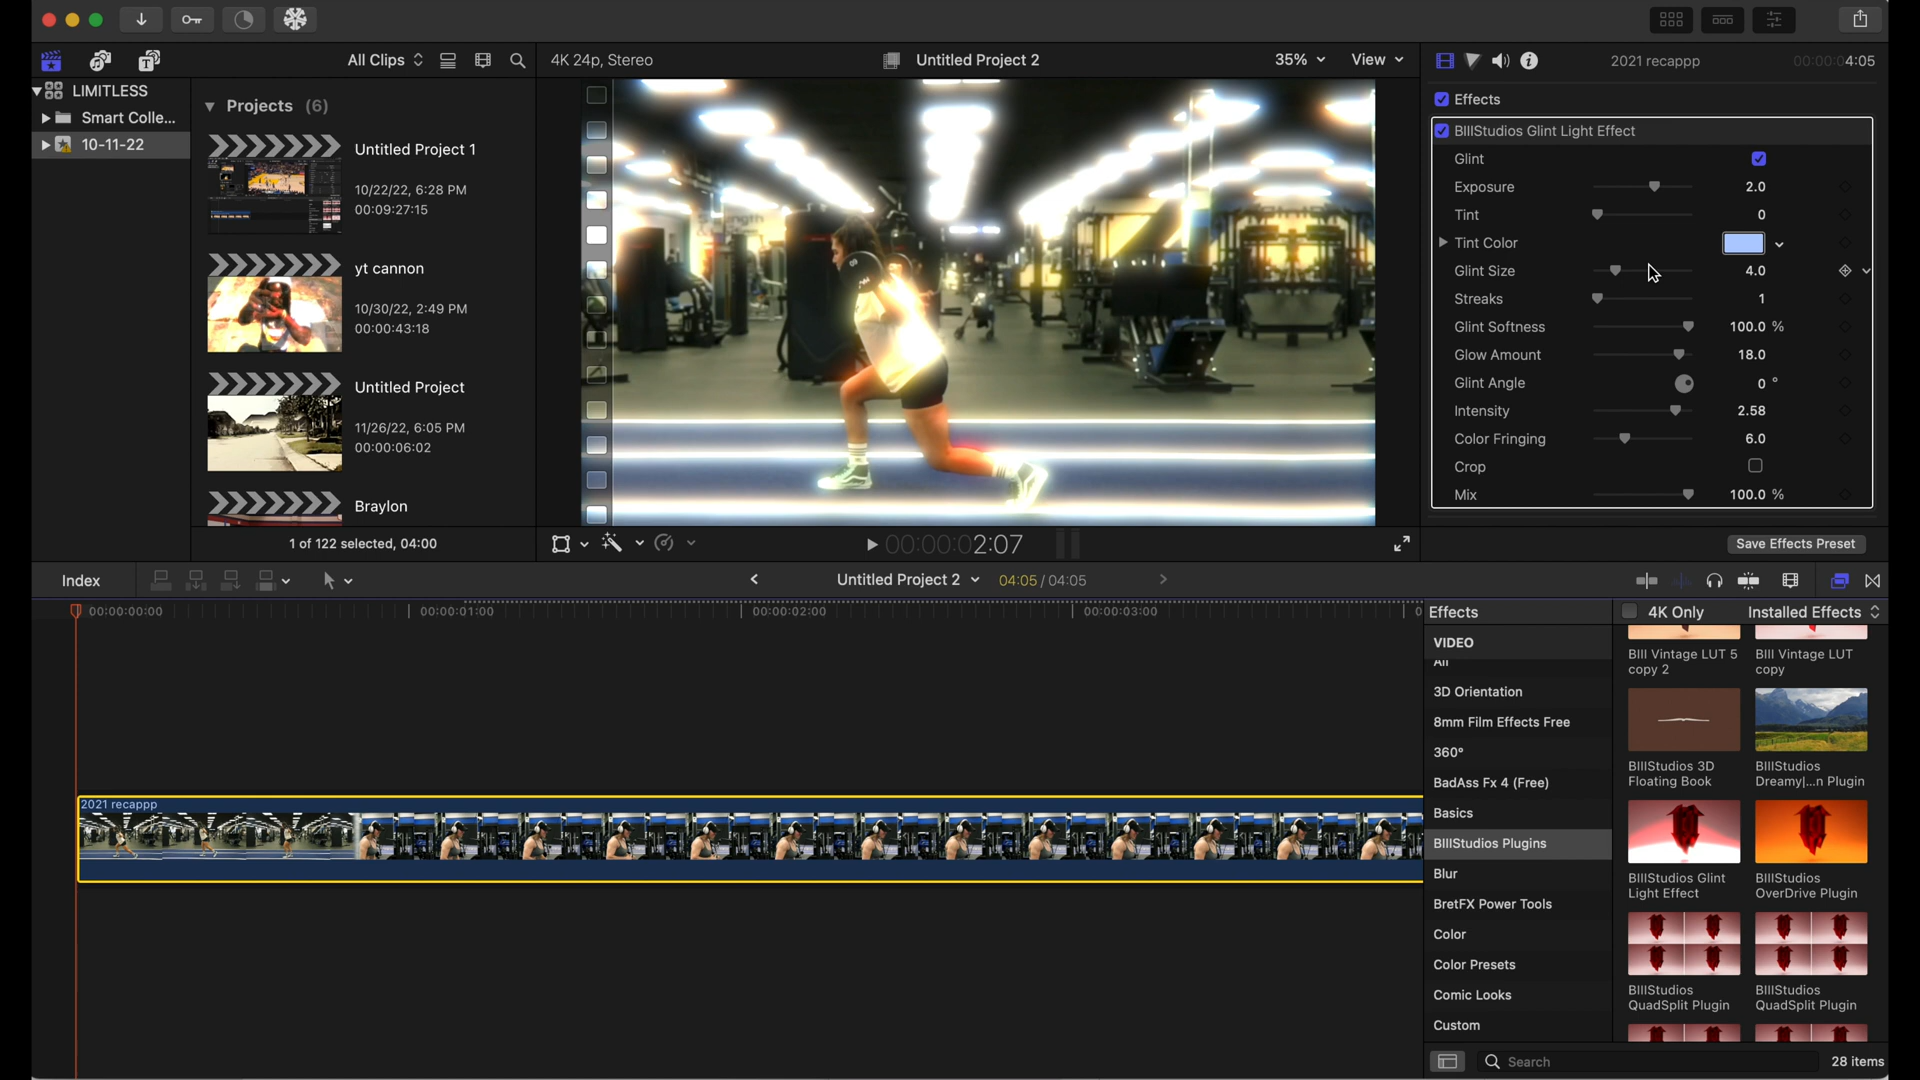 All Clips
4K 24p, Stereo
Untitled Project 2
35%
View
2021 recappp
00:00:04:05
LIMITLESS
Smart Colle...
10-11-22
Projects (6)
Untitled Project 1
10/22/22, 6:28 PM
00:09:27:15
yt cannon
10/30/22, 2:49 PM
00:00:43:18
Untitled Project
11/26/22, 6:05 PM
00:00:06:02
Braylon
1 of 122 selected, 04:00
00:00:02:07
Effects
BIIIStudios Glint Light Effect
Glint
Exposure 2.0
Tint 0
Tint Color
Glint Size 4.0
Streaks 1
Glint Softness 100.0 %
Glow Amount 18.0
Glint Angle 0 °
Intensity 2.58
Color Fringing 6.0
Crop
Mix 100.0 %
Save Effects Preset
Index
Untitled Project 2
04:05 / 04:05
00:00:00:00
00:00:01:00
00:00:02:00
00:00:03:00
0
2021 recappp
Effects
4K Only
Installed Effects
VIDEO
All
3D Orientation
8mm Film Effects Free
360°
BadAss Fx 4 (Free)
Basics
BIIIStudios Plugins
Blur
BretFX Power Tools
Color
Color Presets
Comic Looks
Custom
BIII Vintage LUT 5
copy 2
BIII Vintage LUT
copy
BIIIStudios 3D
Floating Book
BIIIStudios
Dreamy|...n Plugin
BIIIStudios Glint
Light Effect
BIIIStudios
OverDrive Plugin
BIIIStudios
QuadSplit Plugin
BIIIStudios
QuadSplit Plugin
Search
28 items